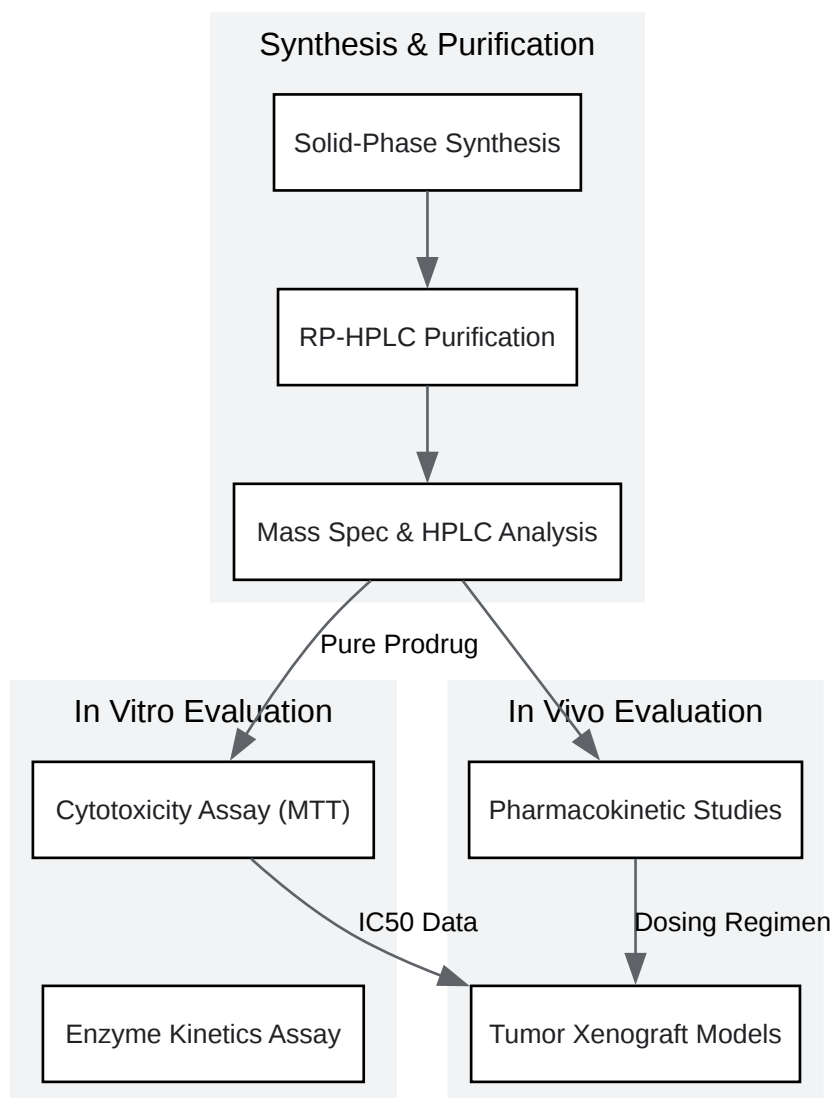 Synthesis & Purification
Solid-Phase Synthesis
RP-HPLC Purification
Mass Spec & HPLC Analysis
Pure Prodrug
In Vitro Evaluation
In Vivo Evaluation
Cytotoxicity Assay (MTT)
Pharmacokinetic Studies
IC50 Data
Dosing Regimen
Enzyme Kinetics Assay
Tumor Xenograft Models